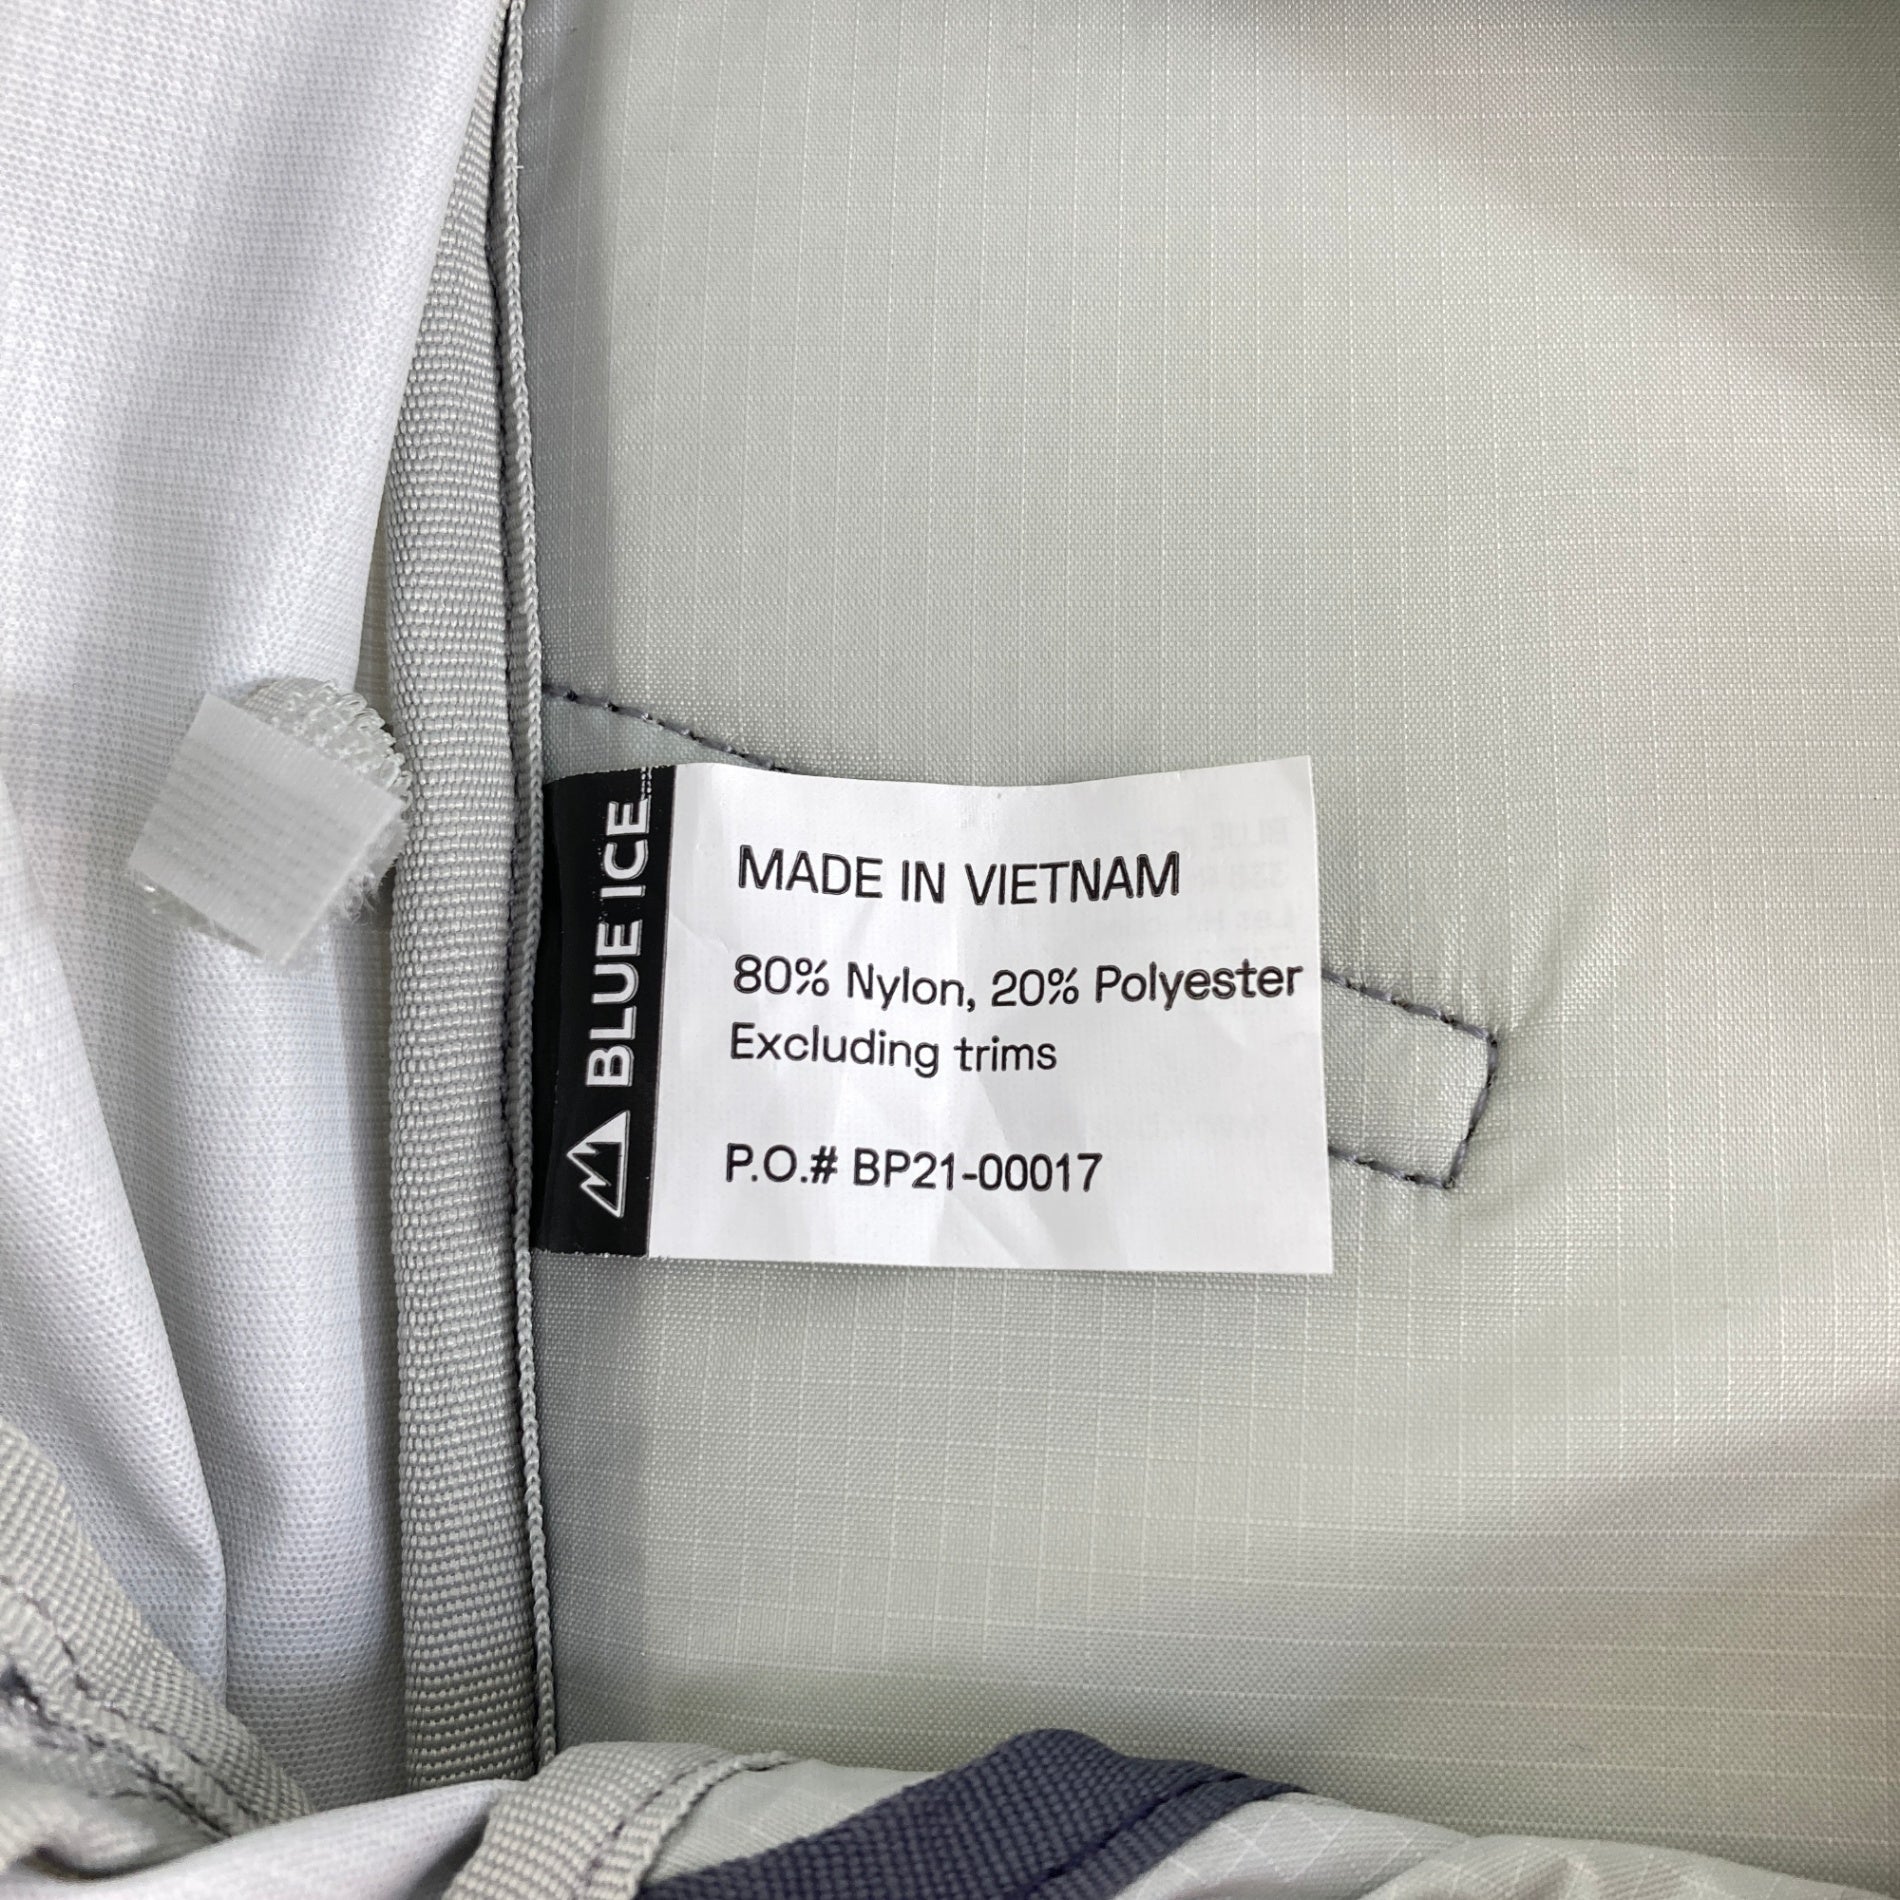 BLUE ICE
MADE IN VIETNAM
80% Nylon, 20% Polyester
Excluding trims
P.O.# BP21-00017